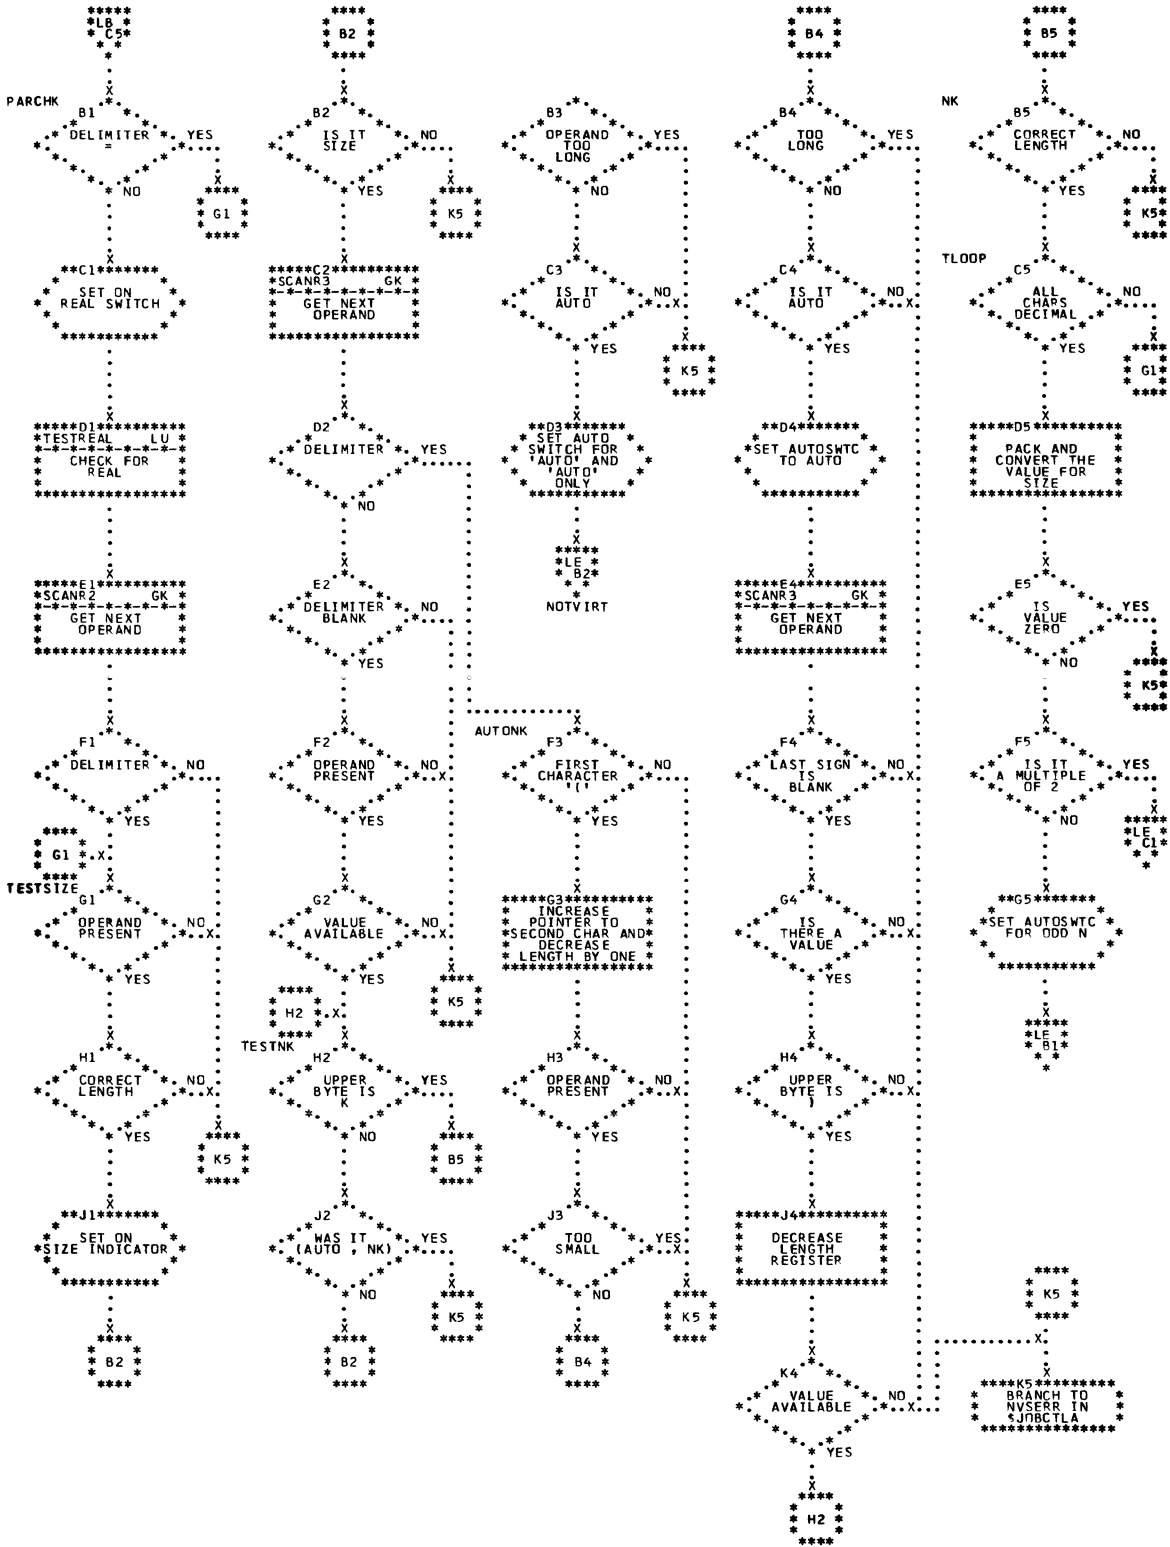 LB
C5
PARCHK
B1
DELIMITER
=
YES
NO
G1
C1
SET ON
REAL SWITCH
D1
TESTREAL LU
CHECK FOR
REAL
E1
SCANR2 GK
GET NEXT
OPERAND
F1
DELIMITER
NO
YES
G1
TESTSIZE
G1
OPERAND
PRESENT
NO
YES
H1
CORRECT
LENGTH
NO
YES
K5
J1
SET ON
SIZE INDICATOR
B2
B2
B2
IS IT
SIZE
NO
YES
K5
C2
SCANR3 GK
GET NEXT
OPERAND
D2
DELIMITER
YES
NO
E2
DELIMITER
BLANK
NO
YES
F2
OPERAND
PRESENT
NO
YES
G2
VALUE
AVAILABLE
NO
YES
K5
H2
TESTNK
H2
UPPER
BYTE IS
K
YES
NO
B5
J2
WAS IT
(AUTO , NK)
YES
NO
K5
B2
B3
OPERAND
TOO
LONG
YES
NO
C3
IS IT
AUTO
NO
YES
K5
D3
SET AUTO
SWITCH FOR
'AUTO' AND
'AUTO'
ONLY
LE
B2
NOTVIRT
AUTONK
F3
FIRST
CHARACTER
'('
NO
YES
G3
INCREASE
POINTER TO
SECOND CHAR AND
DECREASE
LENGTH BY ONE
H3
OPERAND
PRESENT
NO
YES
J3
TOO
SMALL
YES
NO
K5
B4
B4
B4
TOO
LONG
YES
NO
C4
IS IT
AUTO
NO
YES
D4
SET AUTOSWTC
TO AUTO
E4
SCANR3 GK
GET NEXT
OPERAND
F4
LAST SIGN
IS
BLANK
NO
YES
G4
IS
THERE A
VALUE
NO
YES
H4
UPPER
BYTE IS
)
NO
YES
J4
DECREASE
LENGTH
REGISTER
K4
VALUE
AVAILABLE
NO
YES
H2
B5
NK
B5
CORRECT
LENGTH
NO
YES
K5
TLOOP
C5
ALL
CHARS
DECIMAL
NO
YES
G1
D5
PACK AND
CONVERT THE
VALUE FOR
SIZE
E5
IS
VALUE
ZERO
YES
NO
K5
F5
IS IT
A MULTIPLE
OF 2
YES
NO
LE
C1
G5
SET AUTOSWTC
FOR ODD N
LE
B1
K5
K5
BRANCH TO
NVSERR IN
$JOBCTLA